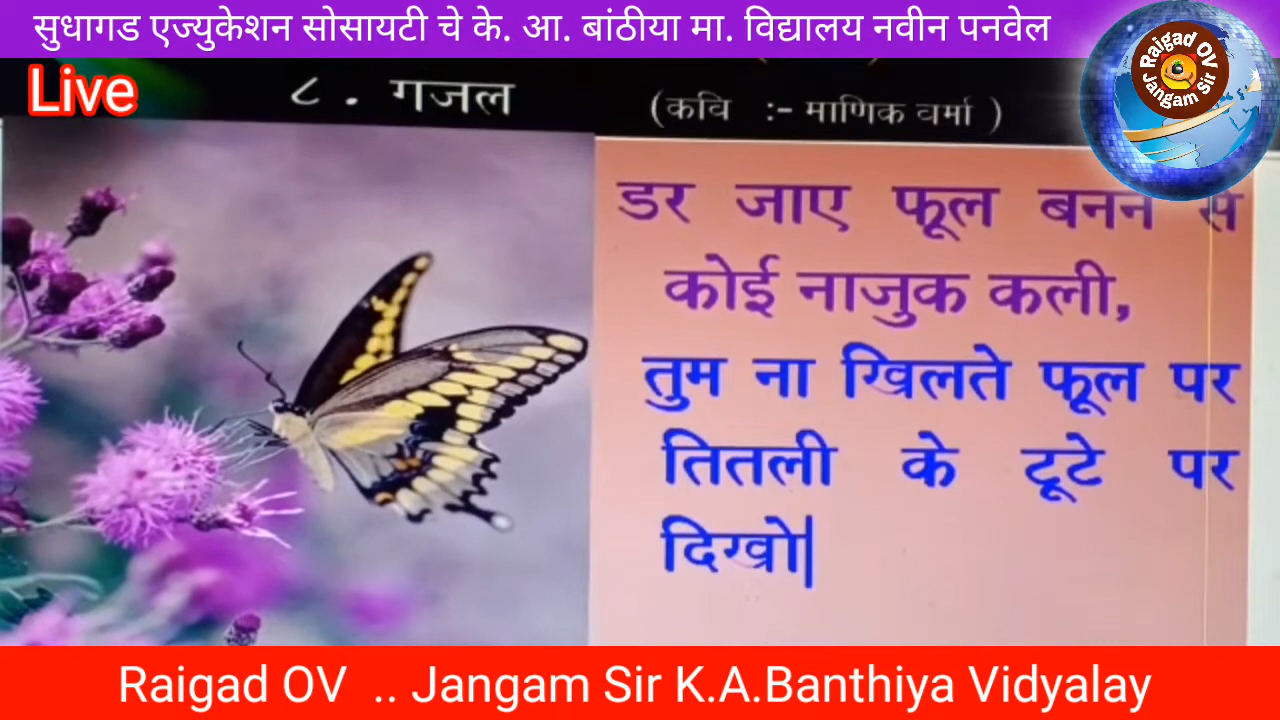 सुधागड एज्युकेशन सोसायटी चे के. आ. बांठीया मा. विद्यालय नवीन पनवेल
Live
८ . गजल
(कवि :- माणिक वर्मा )
Raigad OV
Jangam Sir
डर जाए फूल बनने से
कोई नाजुक कली,
तुम ना खिलते फूल पर
तितली के टूटे पर
दिखो|
Raigad OV .. Jangam Sir K.A.Banthiya Vidyalay